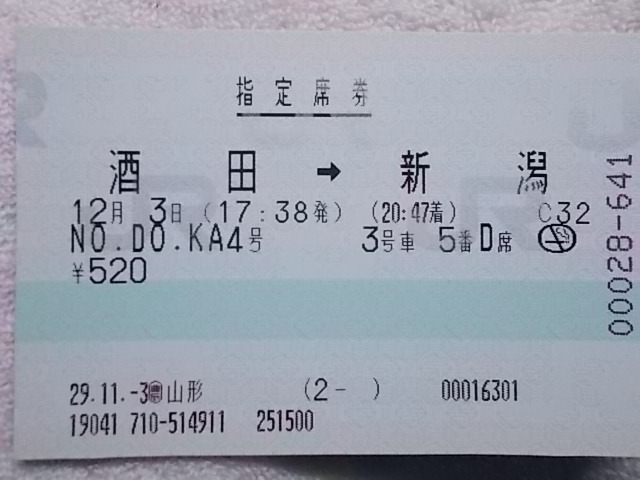 指定席券
酒田 → 新潟
12月 3日 (17:38発) (20:47着) C32
NO.DO.KA4号 3号車 5番D席
¥520
00028-641
29.11.-3 山形 (2- ) 00016301
19041 710-514911 251500